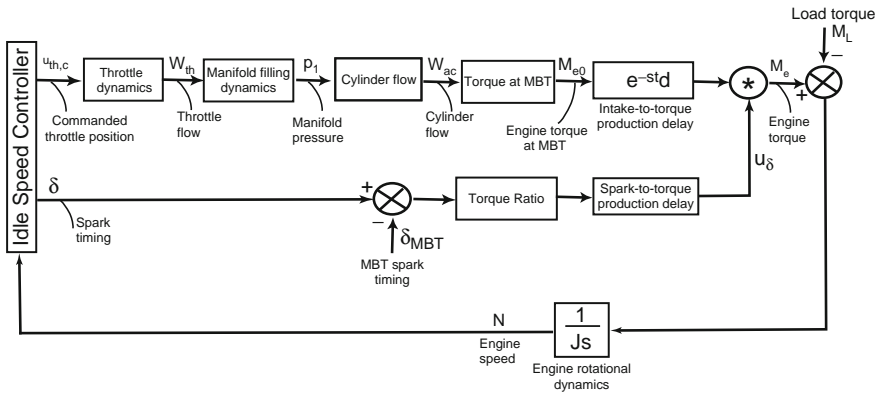 Idle Speed Controller
u_th,c
Commanded
throttle position
Throttle
dynamics
W_th
Throttle
flow
Manifold filling
dynamics
p_1
Manifold
pressure
Cylinder flow
W_ac
Cylinder
flow
Torque at MBT
M_e0
Engine torque
at MBT
e^–st d
Intake-to-torque
production delay
*
M_e
Engine
torque
+
Load torque
M_L
–
δ
Spark
timing
+
–
δ_MBT
MBT spark
timing
Torque Ratio
Spark-to-torque
production delay
u_δ
N
Engine
speed
1
Js
Engine rotational
dynamics